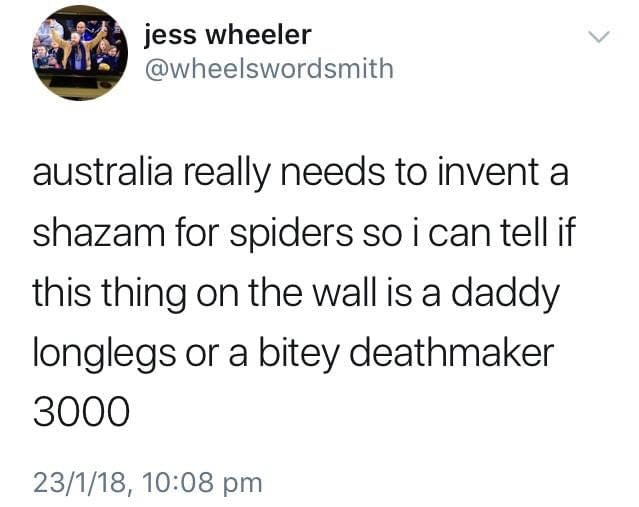 jess wheeler
@wheelswordsmith
australia really needs to invent a
shazam for spiders so i can tell if
this thing on the wall is a daddy
longlegs or a bitey deathmaker
3000
23/1/18, 10:08 pm